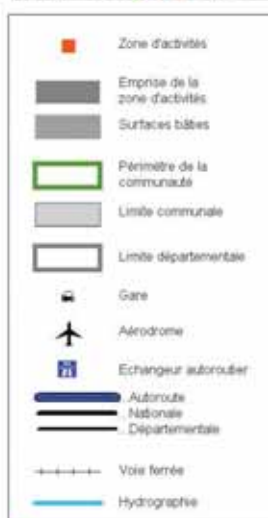 Zone d'activités
Emprise de la
zone d'activités
Surfaces bâties
Périmètre de la
communauté
Limite communale
Limite départementale
Gare
Aérodrome
Echangeur autoroutier
Autoroute
Nationale
Départementale
Voie ferrée
Hydrographie